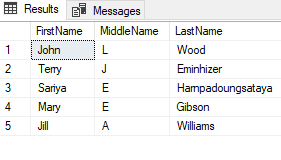 Results Messages
FirstName MiddleName LastName
1 John L Wood
2 Terry J Eminhizer
3 Sariya E Hampadoungsataya
4 Mary E Gibson
5 Jill A Williams